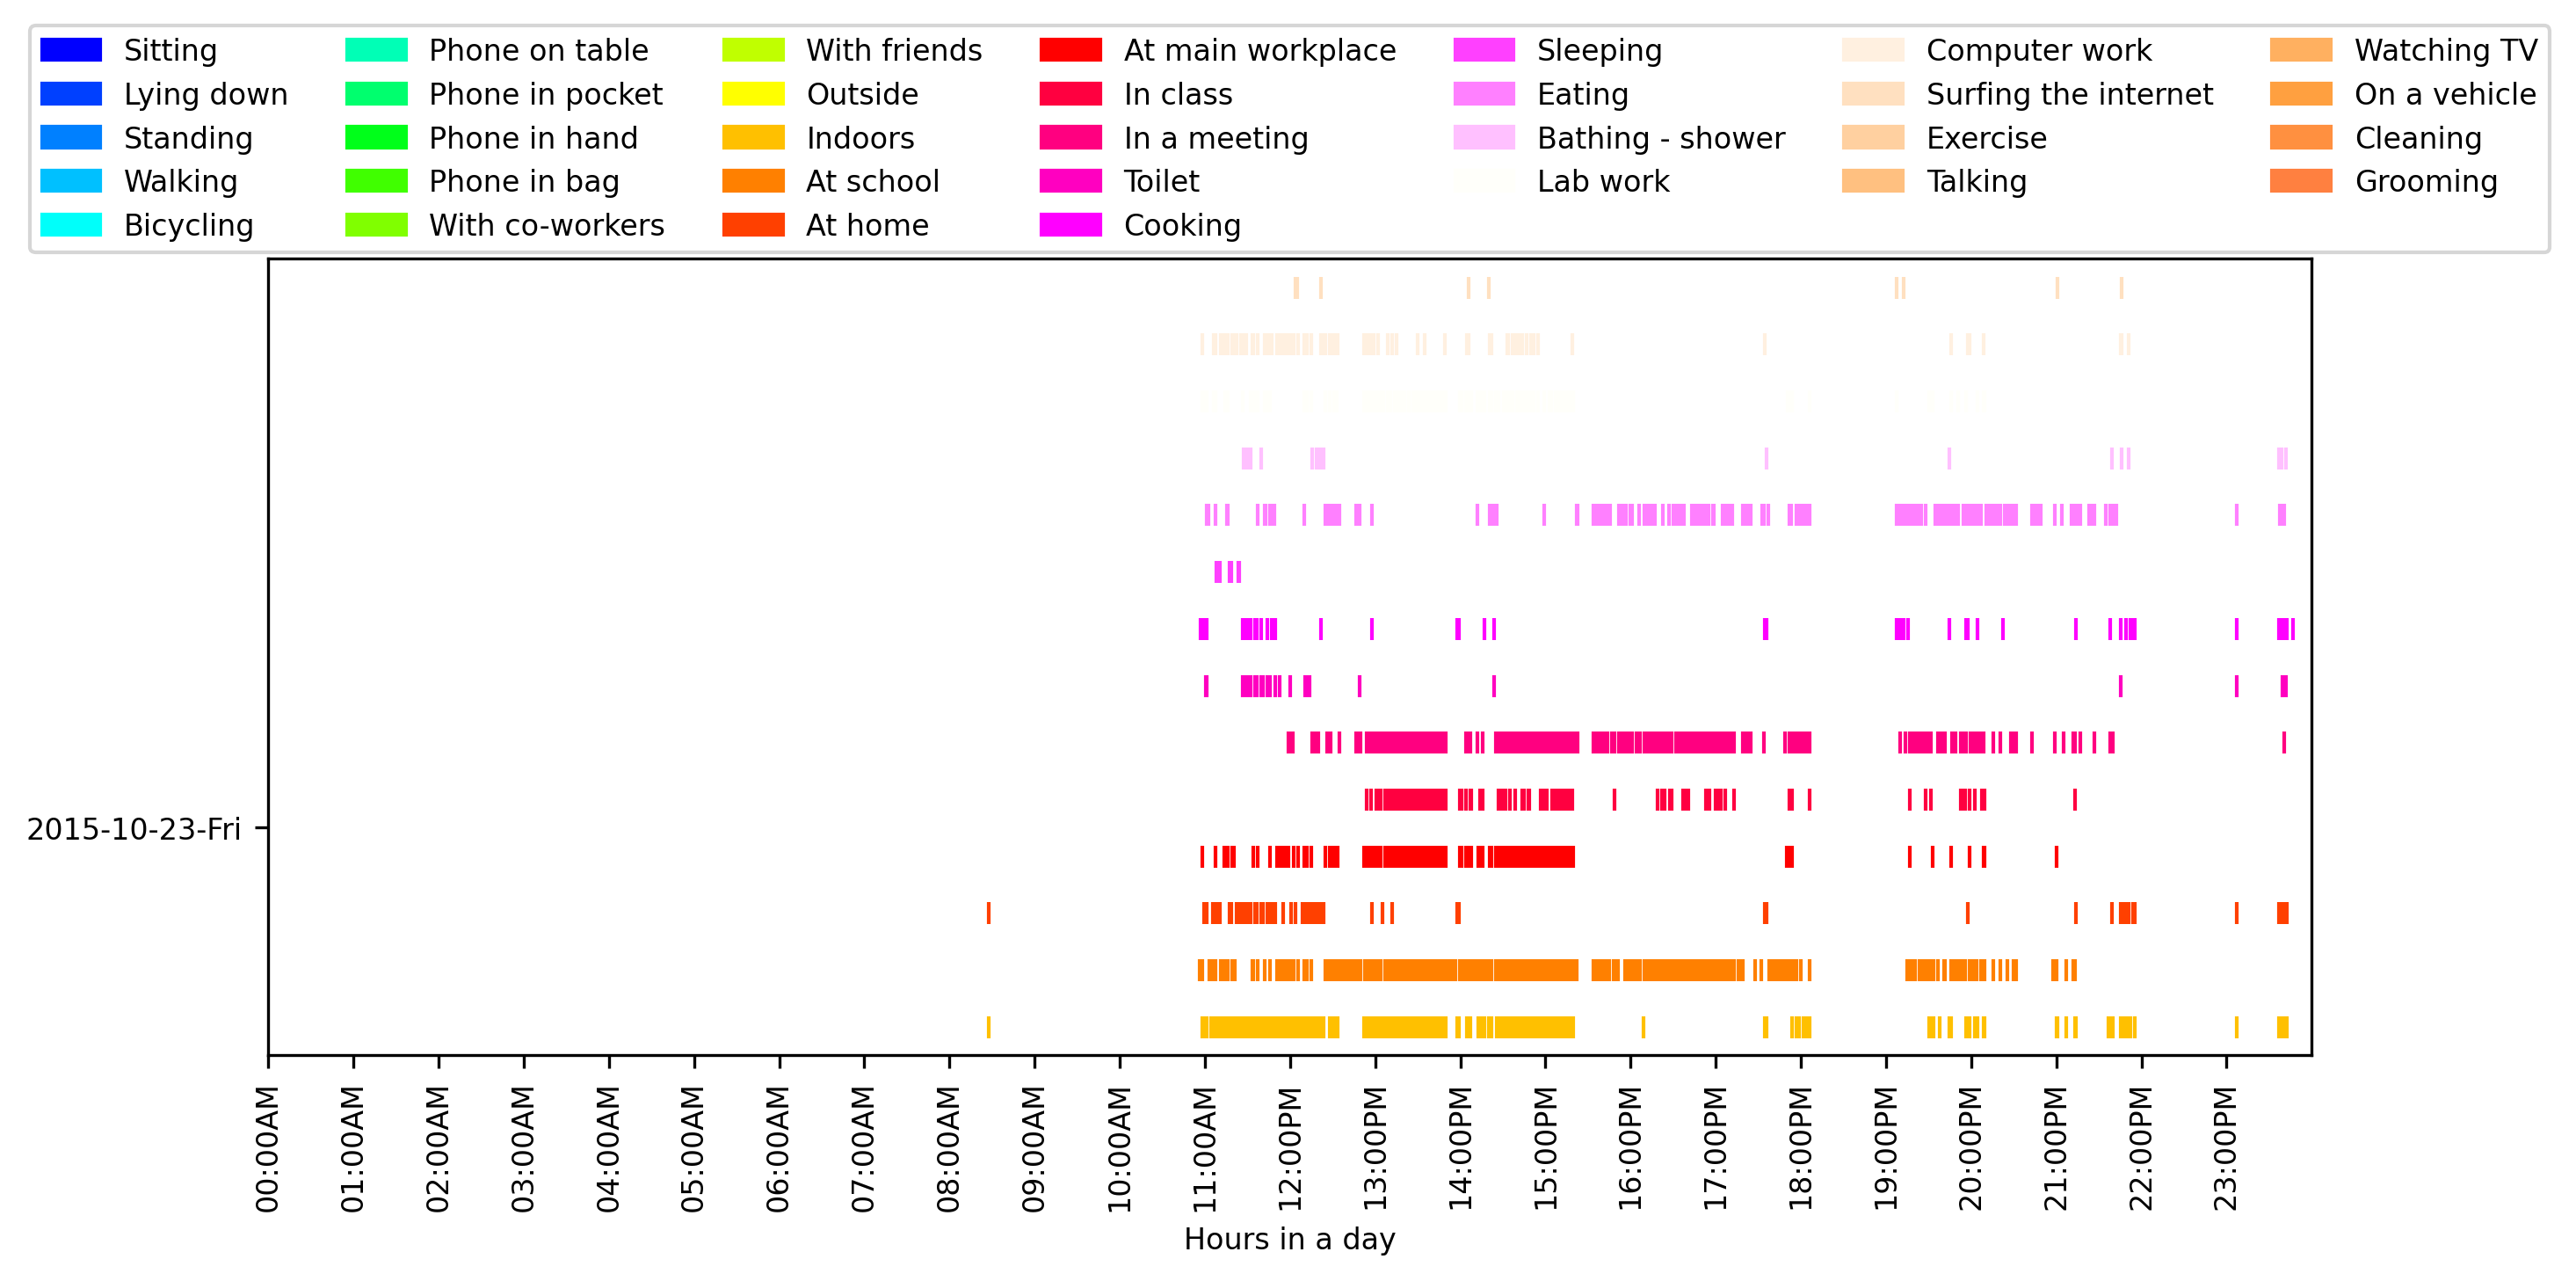 Sitting
Lying down
Standing
Walking
Bicycling
Phone on table
Phone in pocket
Phone in hand
Phone in bag
With co-workers
With friends
Outside
Indoors
At school
At home
At main workplace
In class
In a meeting
Toilet
Cooking
Sleeping
Eating
Bathing - shower
Lab work
Computer work
Surfing the internet
Exercise
Talking
Watching TV
On a vehicle
Cleaning
Grooming
2015-10-23-Fri
00:00AM
01:00AM
02:00AM
03:00AM
04:00AM
05:00AM
06:00AM
07:00AM
08:00AM
09:00AM
10:00AM
11:00AM
12:00PM
13:00PM
14:00PM
15:00PM
16:00PM
17:00PM
18:00PM
19:00PM
20:00PM
21:00PM
22:00PM
23:00PM
Hours in a day